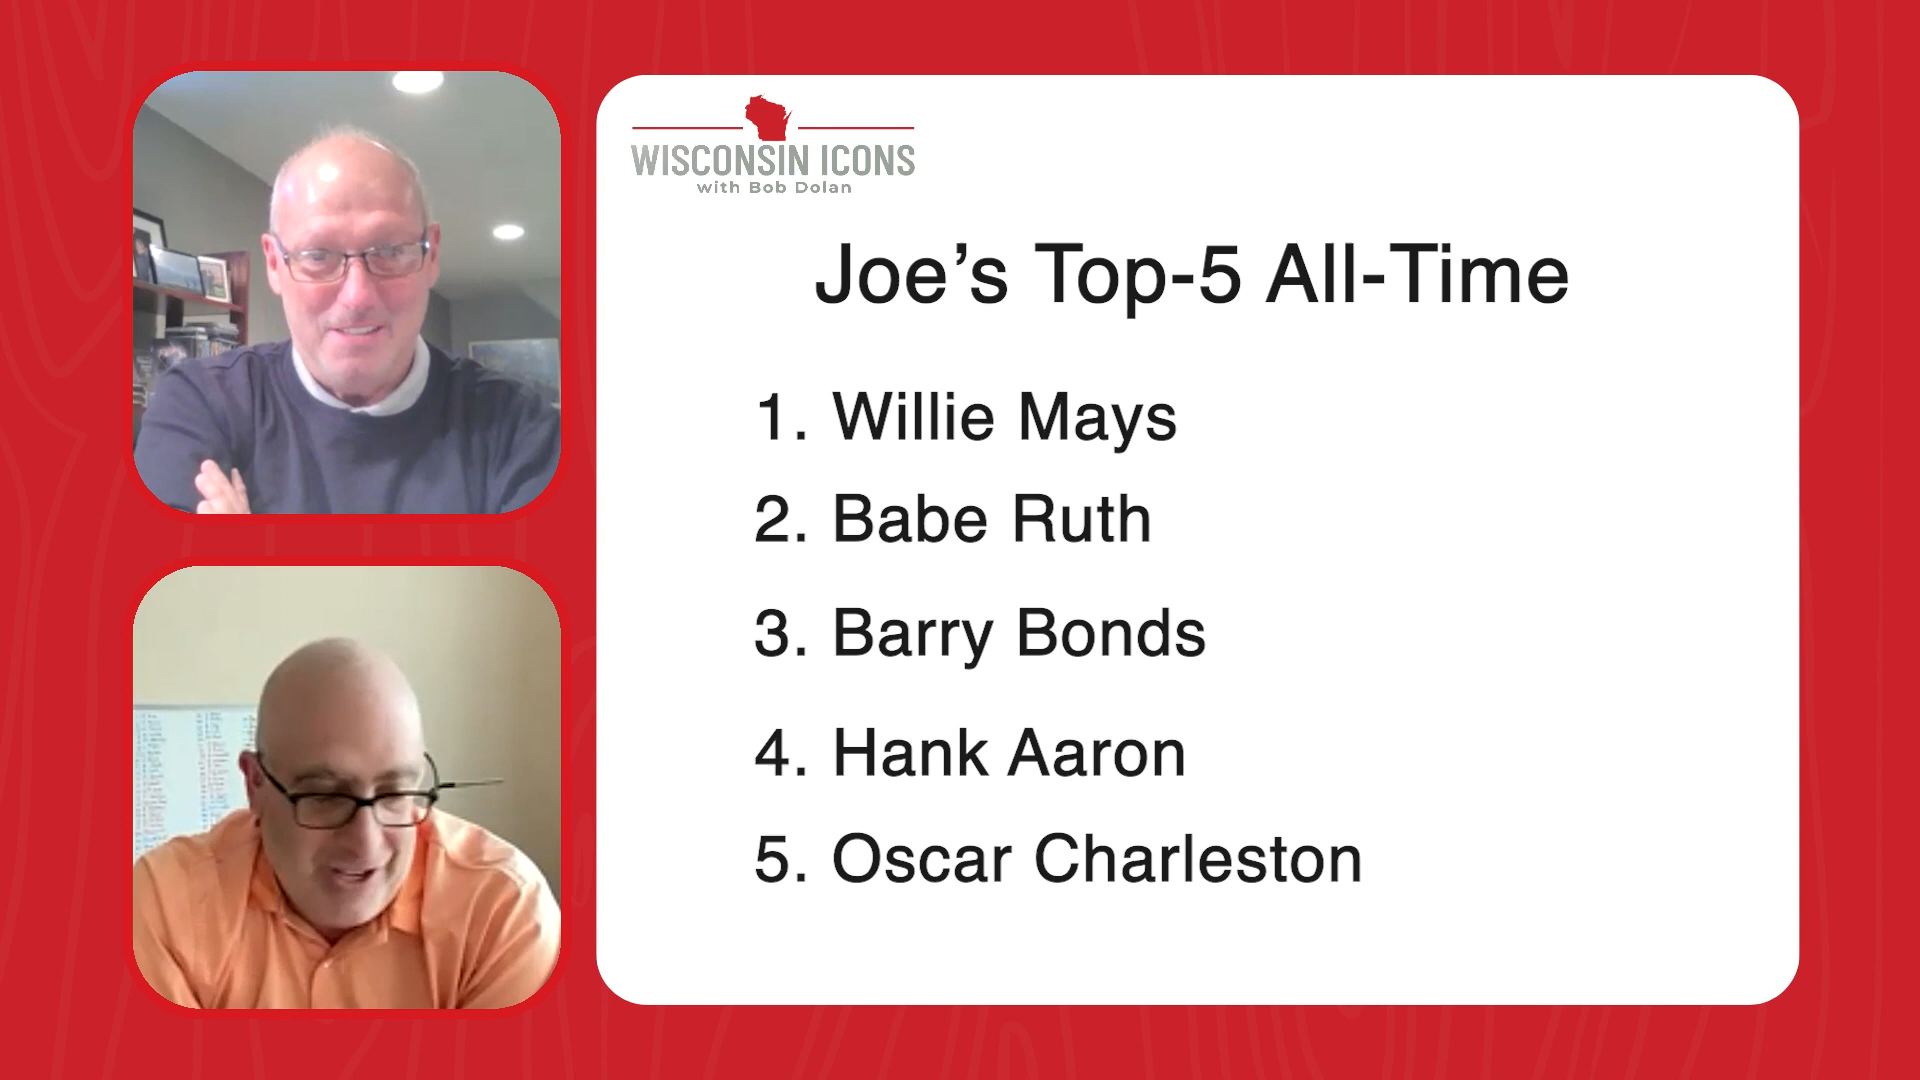 WISCONSIN ICONS
with Bob Dolan
Joe’s Top-5 All-Time
1. Willie Mays
2. Babe Ruth
3. Barry Bonds
4. Hank Aaron
5. Oscar Charleston